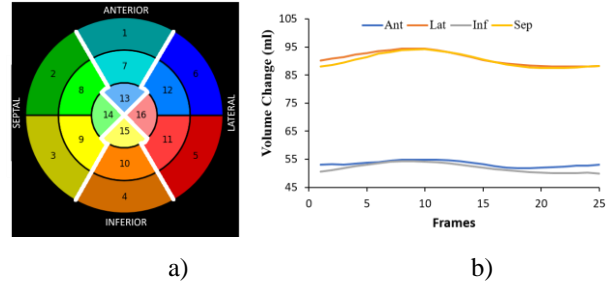 ANTERIOR
1
2
7
6
8
12
13
SEPTAL
14
16
LATERAL
15
9
11
3
10
5
4
INFERIOR
a)
Ant Lat Inf Sep
105
95
85
75
65
55
45
Volume Change (ml)
0 5 10 15 20 25
Frames
b)